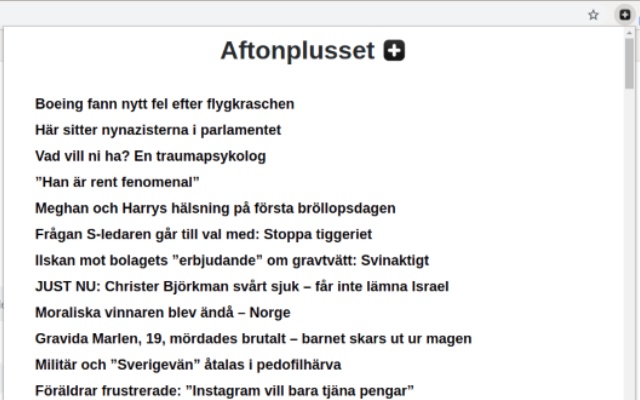 Aftonplusset
Boeing fann nytt fel efter flygkraschen
Här sitter nynazisterna i parlamentet
Vad vill ni ha? En traumapsykolog
”Han är rent fenomenal”
Meghan och Harrys hälsning på första bröllopsdagen
Frågan S-ledaren går till val med: Stoppa tiggeriet
Ilskan mot bolagets ”erbjudande” om gravtvätt: Svinaktigt
JUST NU: Christer Björkman svårt sjuk – får inte lämna Israel
Moraliska vinnaren blev ändå – Norge
Gravida Marlen, 19, mördades brutalt – barnet skars ut ur magen
Militär och ”Sverigevän” åtalas i pedofilhärva
Föräldrar frustrerade: ”Instagram vill bara tjäna pengar”